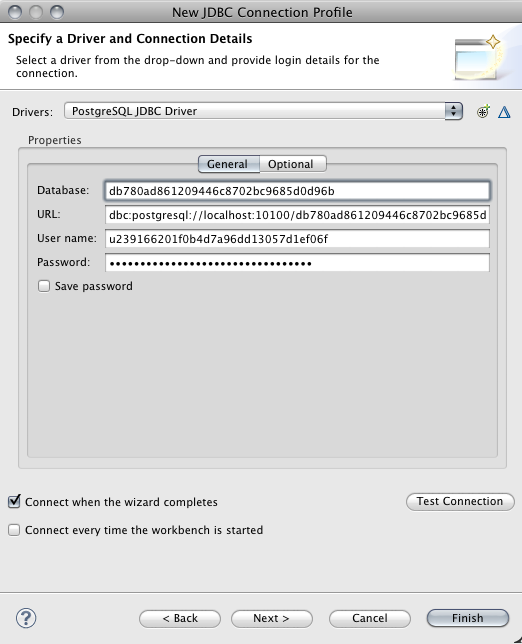 New JDBC Connection Profile
Specify a Driver and Connection Details
Select a driver from the drop-down and provide login details for the
connection.
Drivers: PostgreSQL JDBC Driver
Properties
General Optional
Database: db780ad861209446c8702bc9685d0d96b
URL: dbc:postgresql://localhost:10100/db780ad861209446c8702bc9685d
User name: u239166201f0b4d7a96dd13057d1ef06f
Password: ••••••••••••••••••••••••••••••••
Save password
Connect when the wizard completes Test Connection
Connect every time the workbench is started
? < Back Next > Cancel Finish